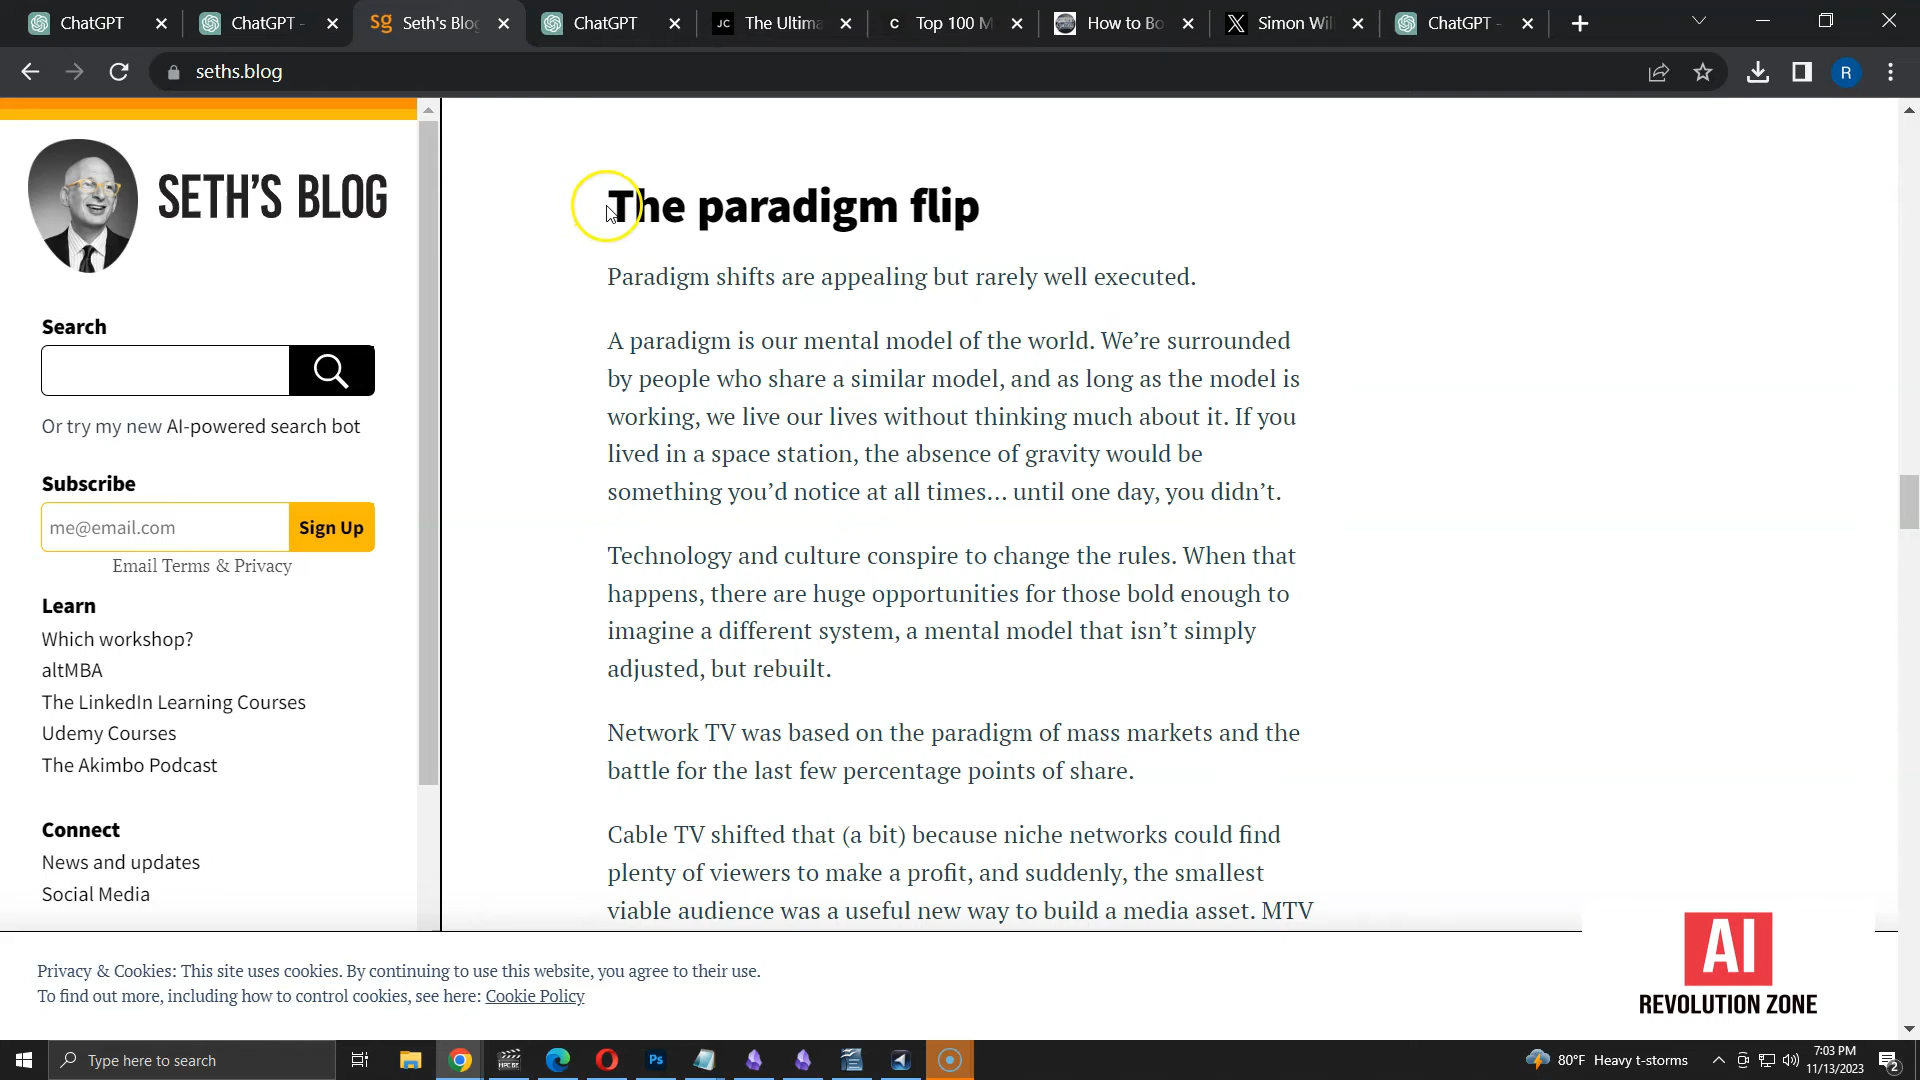 ChatGPT
ChatGPT -
sg Seth's Blog
ChatGPT
JC The Ultima
C Top 100 M
How to Bo
Simon Will
ChatGPT -
seths.blog
R
SETH'S BLOG
Search
Or try my new AI-powered search bot
Subscribe
me@email.com
Sign Up
Email Terms & Privacy
Learn
Which workshop?
altMBA
The LinkedIn Learning Courses
Udemy Courses
The Akimbo Podcast
Connect
News and updates
Social Media
The paradigm flip
Paradigm shifts are appealing but rarely well executed.
A paradigm is our mental model of the world. We’re surrounded
by people who share a similar model, and as long as the model is
working, we live our lives without thinking much about it. If you
lived in a space station, the absence of gravity would be
something you’d notice at all times… until one day, you didn’t.
Technology and culture conspire to change the rules. When that
happens, there are huge opportunities for those bold enough to
imagine a different system, a mental model that isn’t simply
adjusted, but rebuilt.
Network TV was based on the paradigm of mass markets and the
battle for the last few percentage points of share.
Cable TV shifted that (a bit) because niche networks could find
plenty of viewers to make a profit, and suddenly, the smallest
viable audience was a useful new way to build a media asset. MTV
Privacy & Cookies: This site uses cookies. By continuing to use this website, you agree to their use.
To find out more, including how to control cookies, see here: Cookie Policy
AI
REVOLUTION ZONE
Type here to search
Ps
80°F Heavy t-storms
7:03 PM
11/13/2023
2